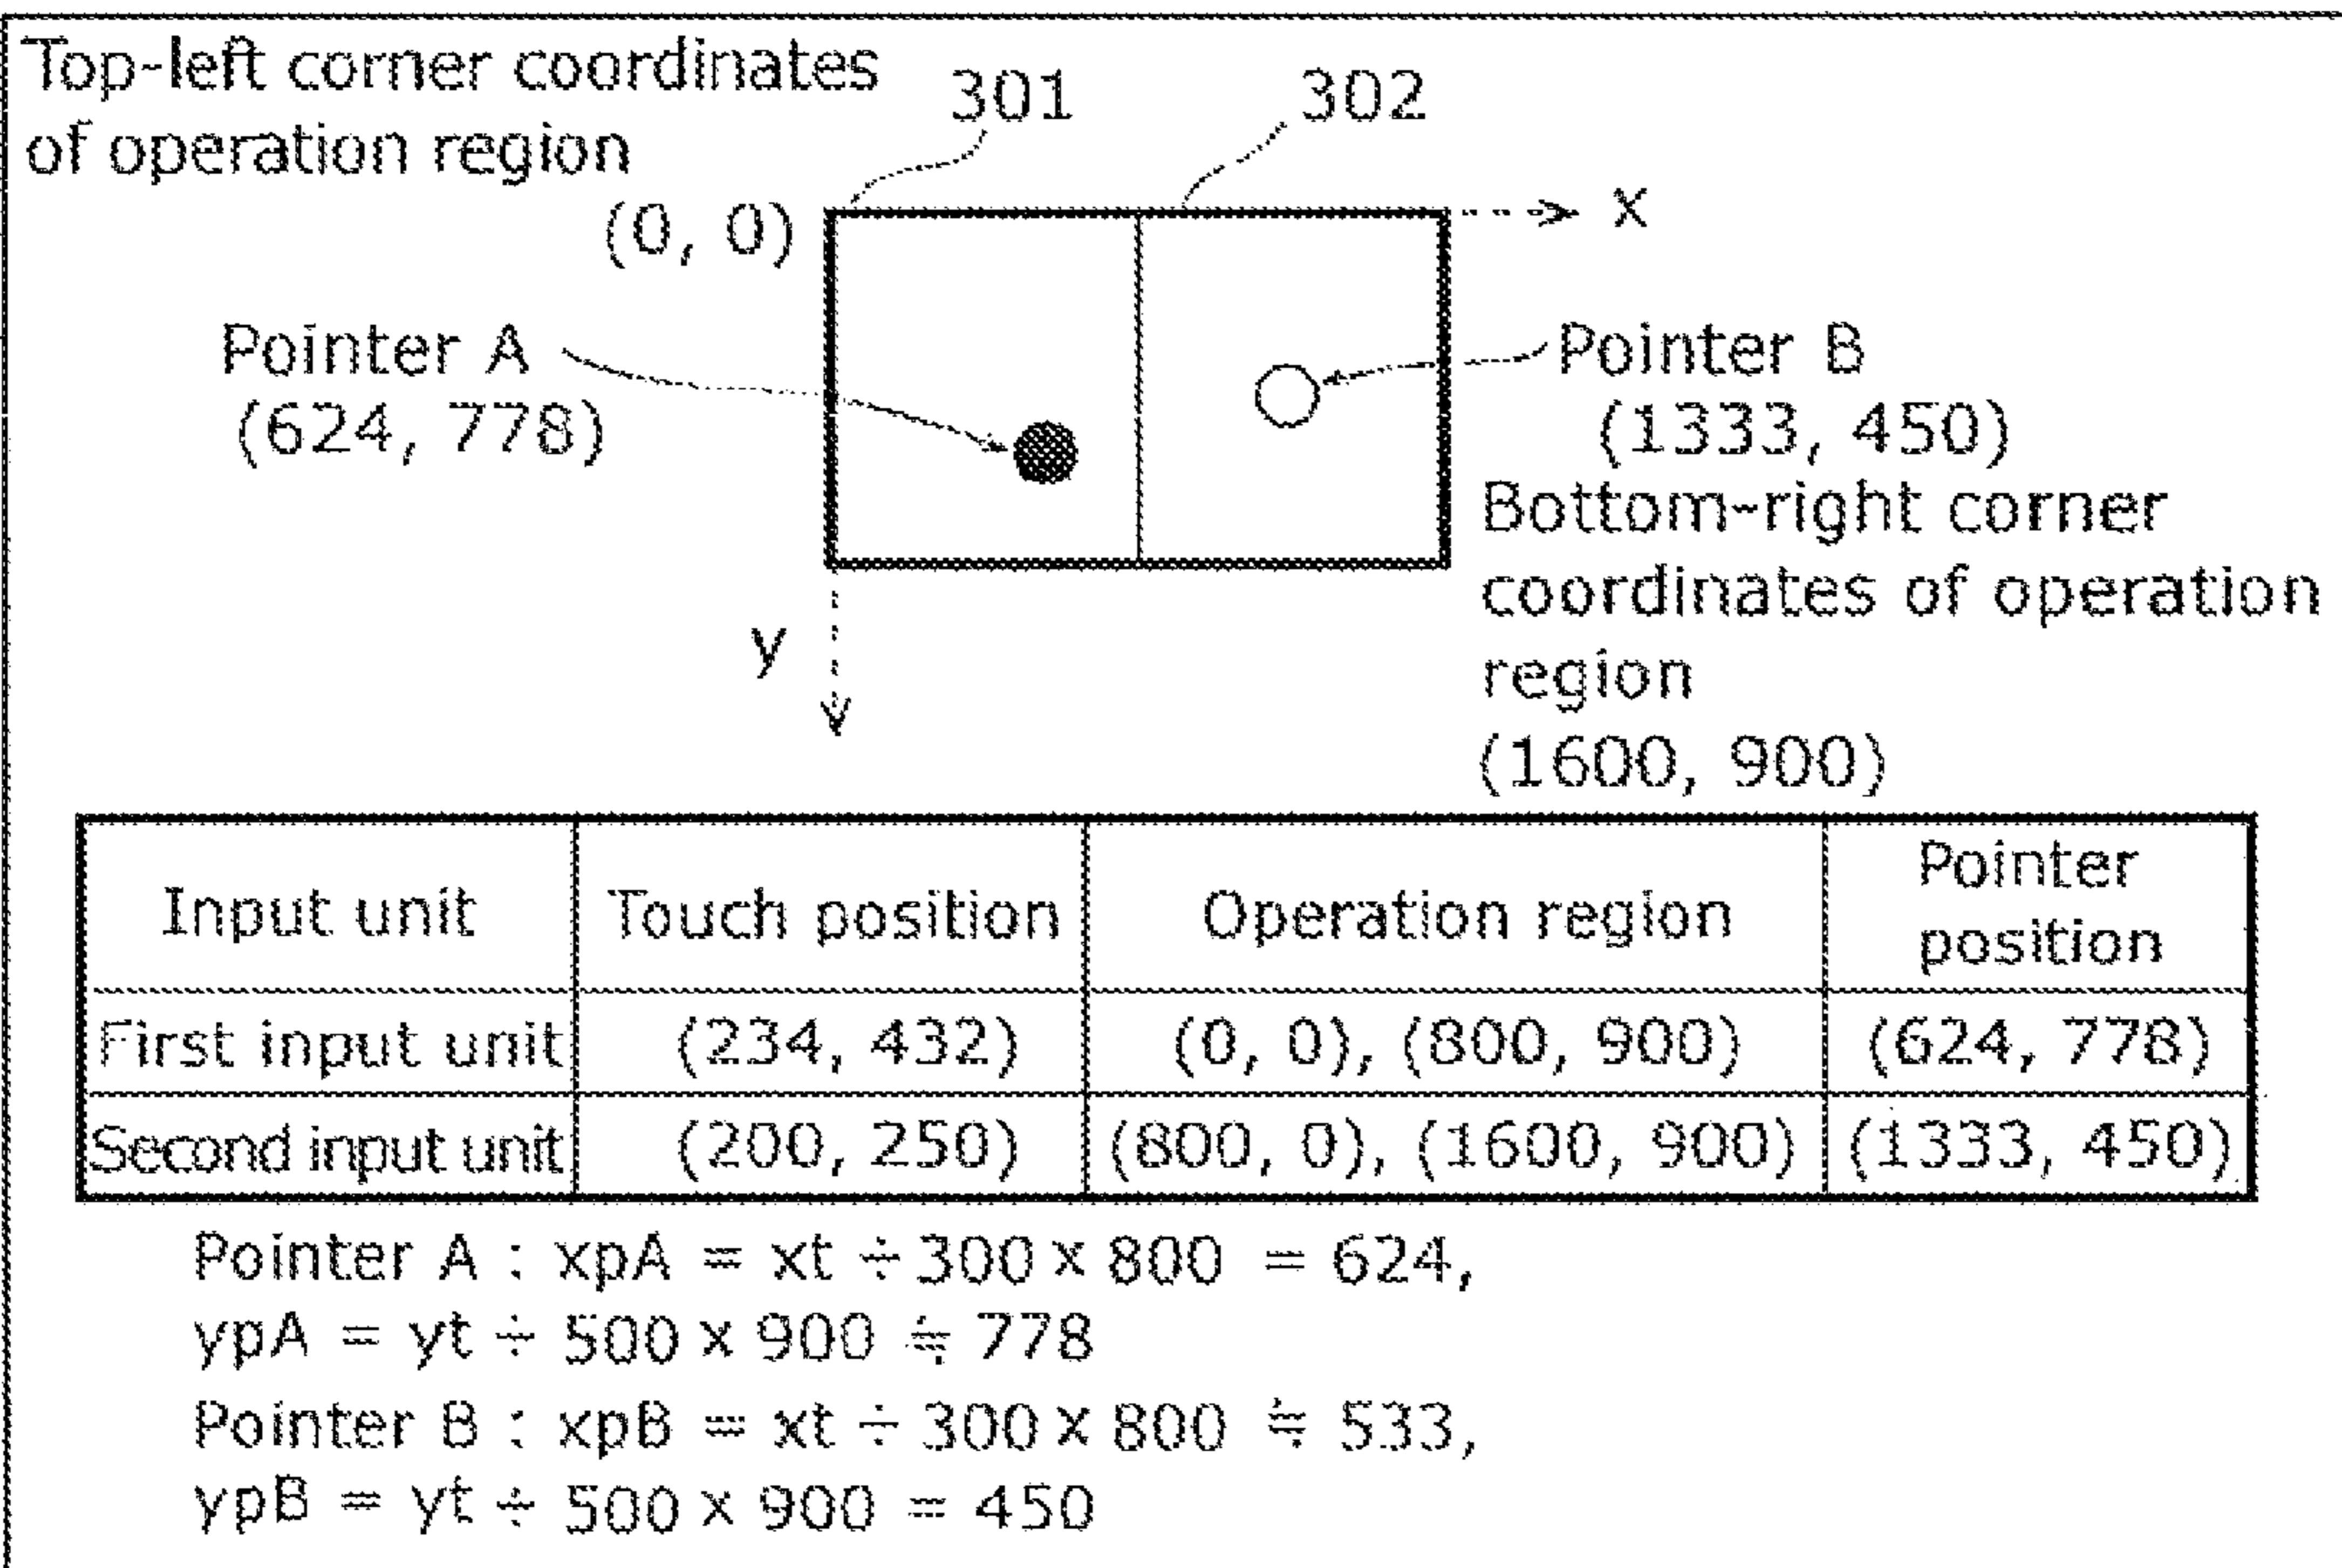 Top-left corner coordinates
of operation region
301
302
(0, 0)
x
Pointer A
(624, 778)
Pointer B
(1333, 450)
Bottom-right corner
coordinates of operation
region
(1600, 900)
y
Input unit Touch position Operation region Pointer position
First input unit (234, 432) (0, 0), (800, 900) (624, 778)
Second input unit (200, 250) (800, 0), (1600, 900) (1333, 450)
Pointer A : xpA = xt ÷ 300 x 800 = 624,
ypA = yt ÷ 500 x 900 ≒ 778
Pointer B : xpB = xt ÷ 300 x 800 ≒ 533,
ypB = yt ÷ 500 x 900 = 450